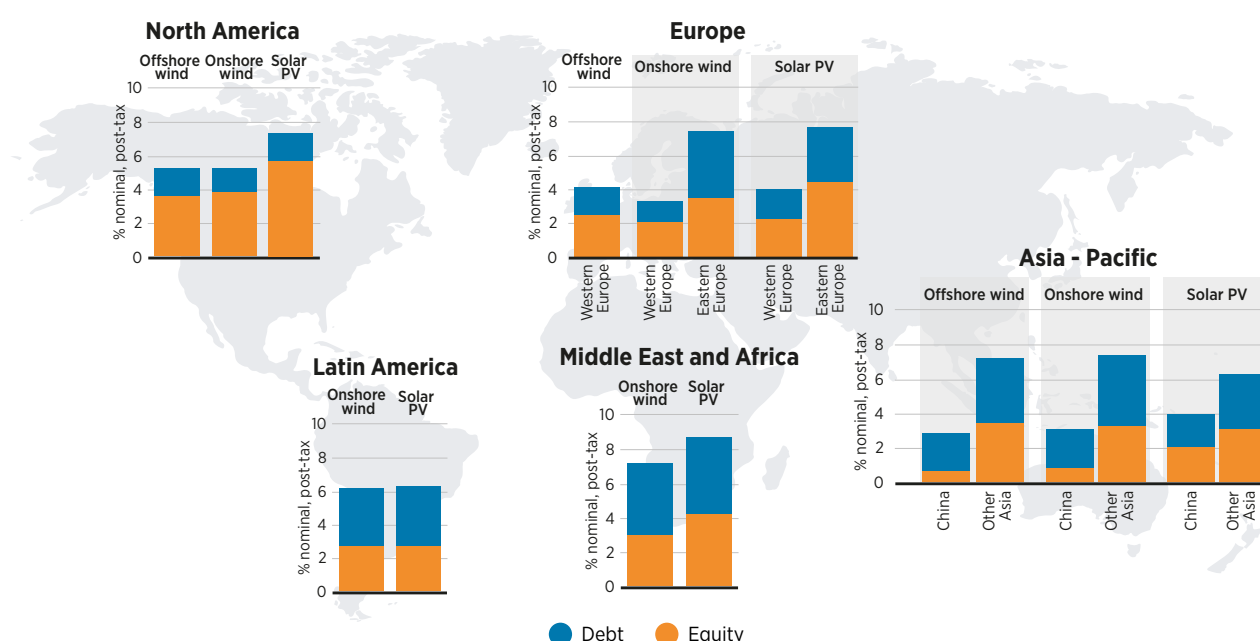 North America
Offshore wind
Onshore wind
Solar PV
% nominal, post-tax
10
8
6
4
2
0
Europe
Offshore wind
Onshore wind
Solar PV
% nominal, post-tax
10
8
6
4
2
0
Western Europe
Western Europe
Eastern Europe
Western Europe
Eastern Europe
Asia - Pacific
Offshore wind
Onshore wind
Solar PV
% nominal, post-tax
10
8
6
4
2
0
China
Other Asia
China
Other Asia
China
Other Asia
Latin America
Onshore wind
Solar PV
% nominal, post-tax
10
8
6
4
2
0
Middle East and Africa
Onshore wind
Solar PV
% nominal, post-tax
10
8
6
4
2
0
Debt
Equity